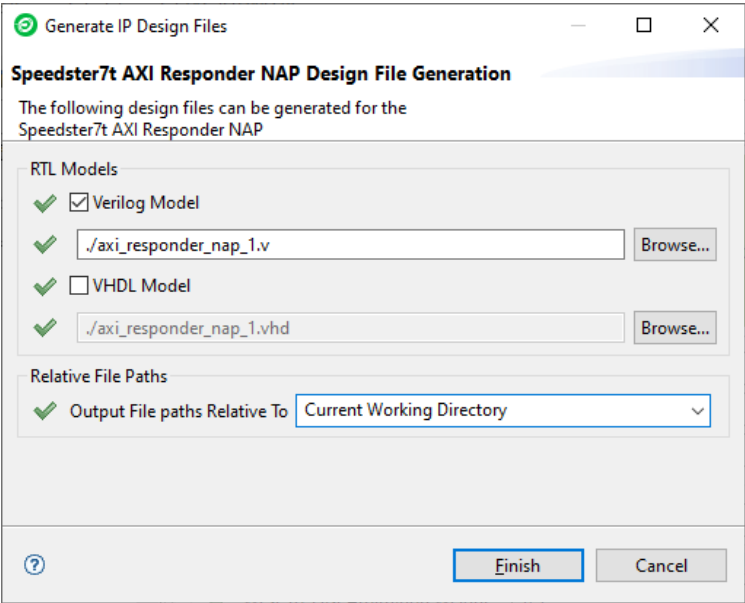 Generate IP Design Files
Speedster7t AXI Responder NAP Design File Generation
The following design files can be generated for the
Speedster7t AXI Responder NAP
RTL Models
Verilog Model
./axi_responder_nap_1.v
Browse...
VHDL Model
./axi_responder_nap_1.vhd
Browse...
Relative File Paths
Output File paths Relative To
Current Working Directory
?
Finish
Cancel